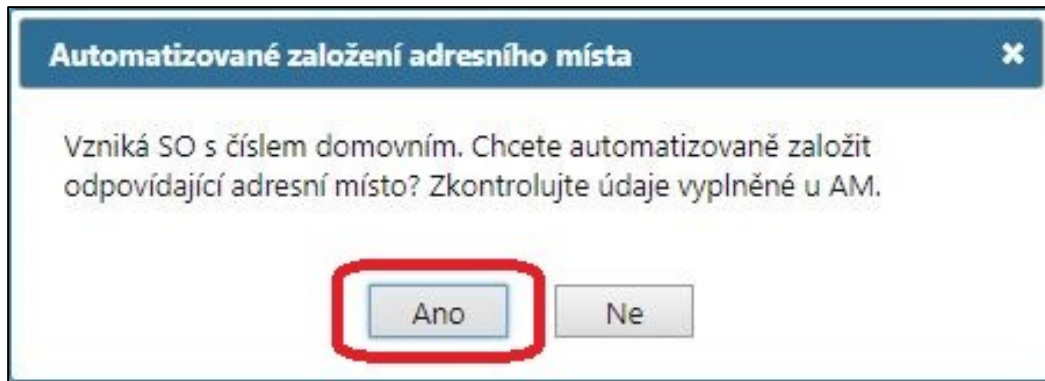 Automatizované založení adresního místa
Vzniká SO s číslem domovním. Chcete automatizovaně založit
odpovídající adresní místo? Zkontrolujte údaje vyplněné u AM.
Ano Ne